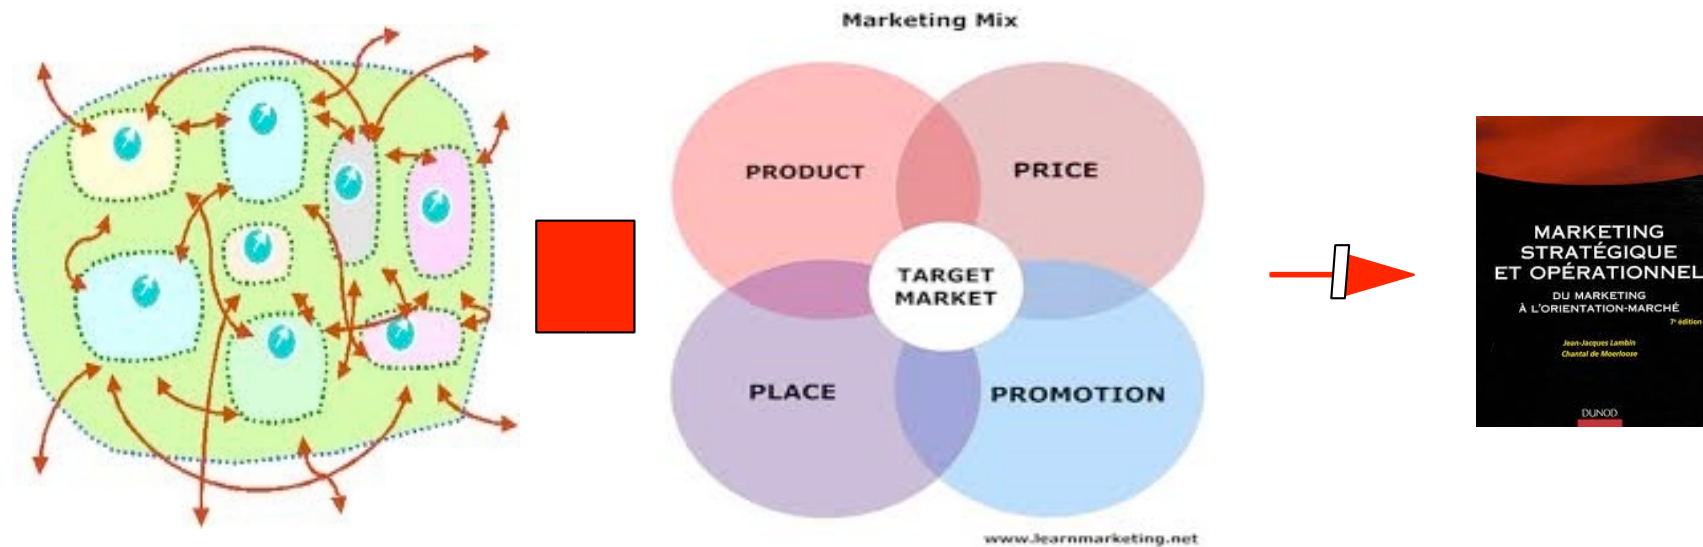 Marketing Mix
PRODUCT
PRICE
TARGET
MARKET
PLACE
PROMOTION
www.learnmarketing.net
MARKETING
STRATÉGIQUE
ET OPÉRATIONNEL
DU MARKETING
À L'ORIENTATION-MARCHÉ
7e édition
Jean-Jacques Lambin
Chantal de Moerloose
DUNOD